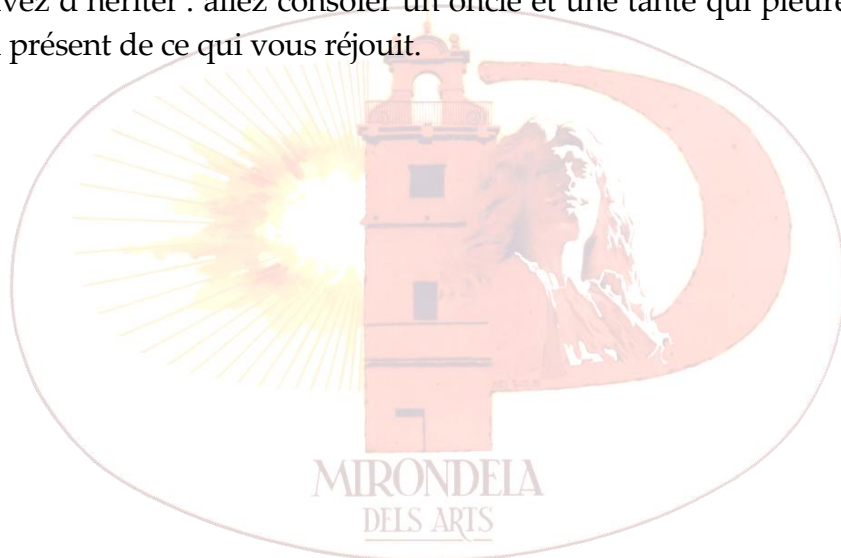 ivez d'hériter : allez consoler un oncle et une tante qui pleure
présent de ce qui vous réjouit.
MIRONDELA
DELS ARTS